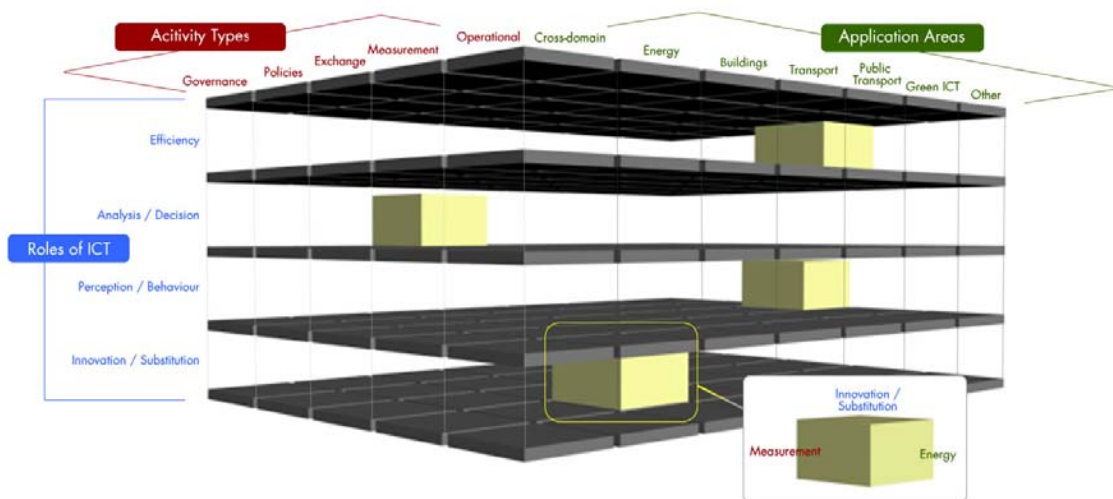 Acitivity Types
Application Areas
Governance
Policies
Exchange
Measurement
Operational
Cross-domain
Energy
Buildings
Transport
Public
Transport
Green ICT
Other
Roles of ICT
Efficiency
Analysis / Decision
Perception / Behaviour
Innovation / Substitution
Innovation /
Substitution
Measurement
Energy